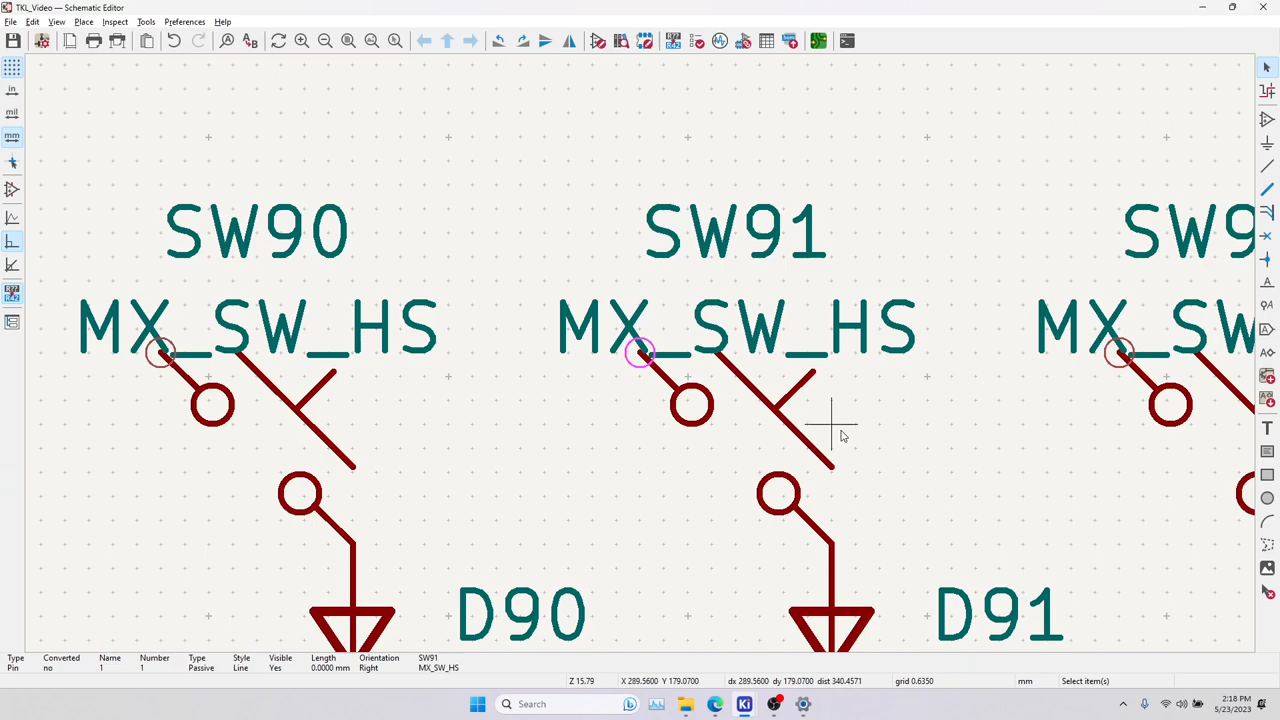 TKL_Video — Schematic Editor
File Edit View Place Inspect Tools Preferences Help
in
mil
mm
SW90 SW91 SW9
MX_SW_HS MX_SW_HS MX_SW
D90 D91
Type Converted Name Number Type Style Visible Length Orientation SW91
Pin no 1 1 Passive Line Yes 0.0000 mm Right MX_SW_HS
Z 15.79 X 289.5600 Y 179.0700 dx 289.5600 dy 179.0700 dist 340.4571 grid 0.6350 mm Select item(s)
Search
2:18 PM
5/23/2023